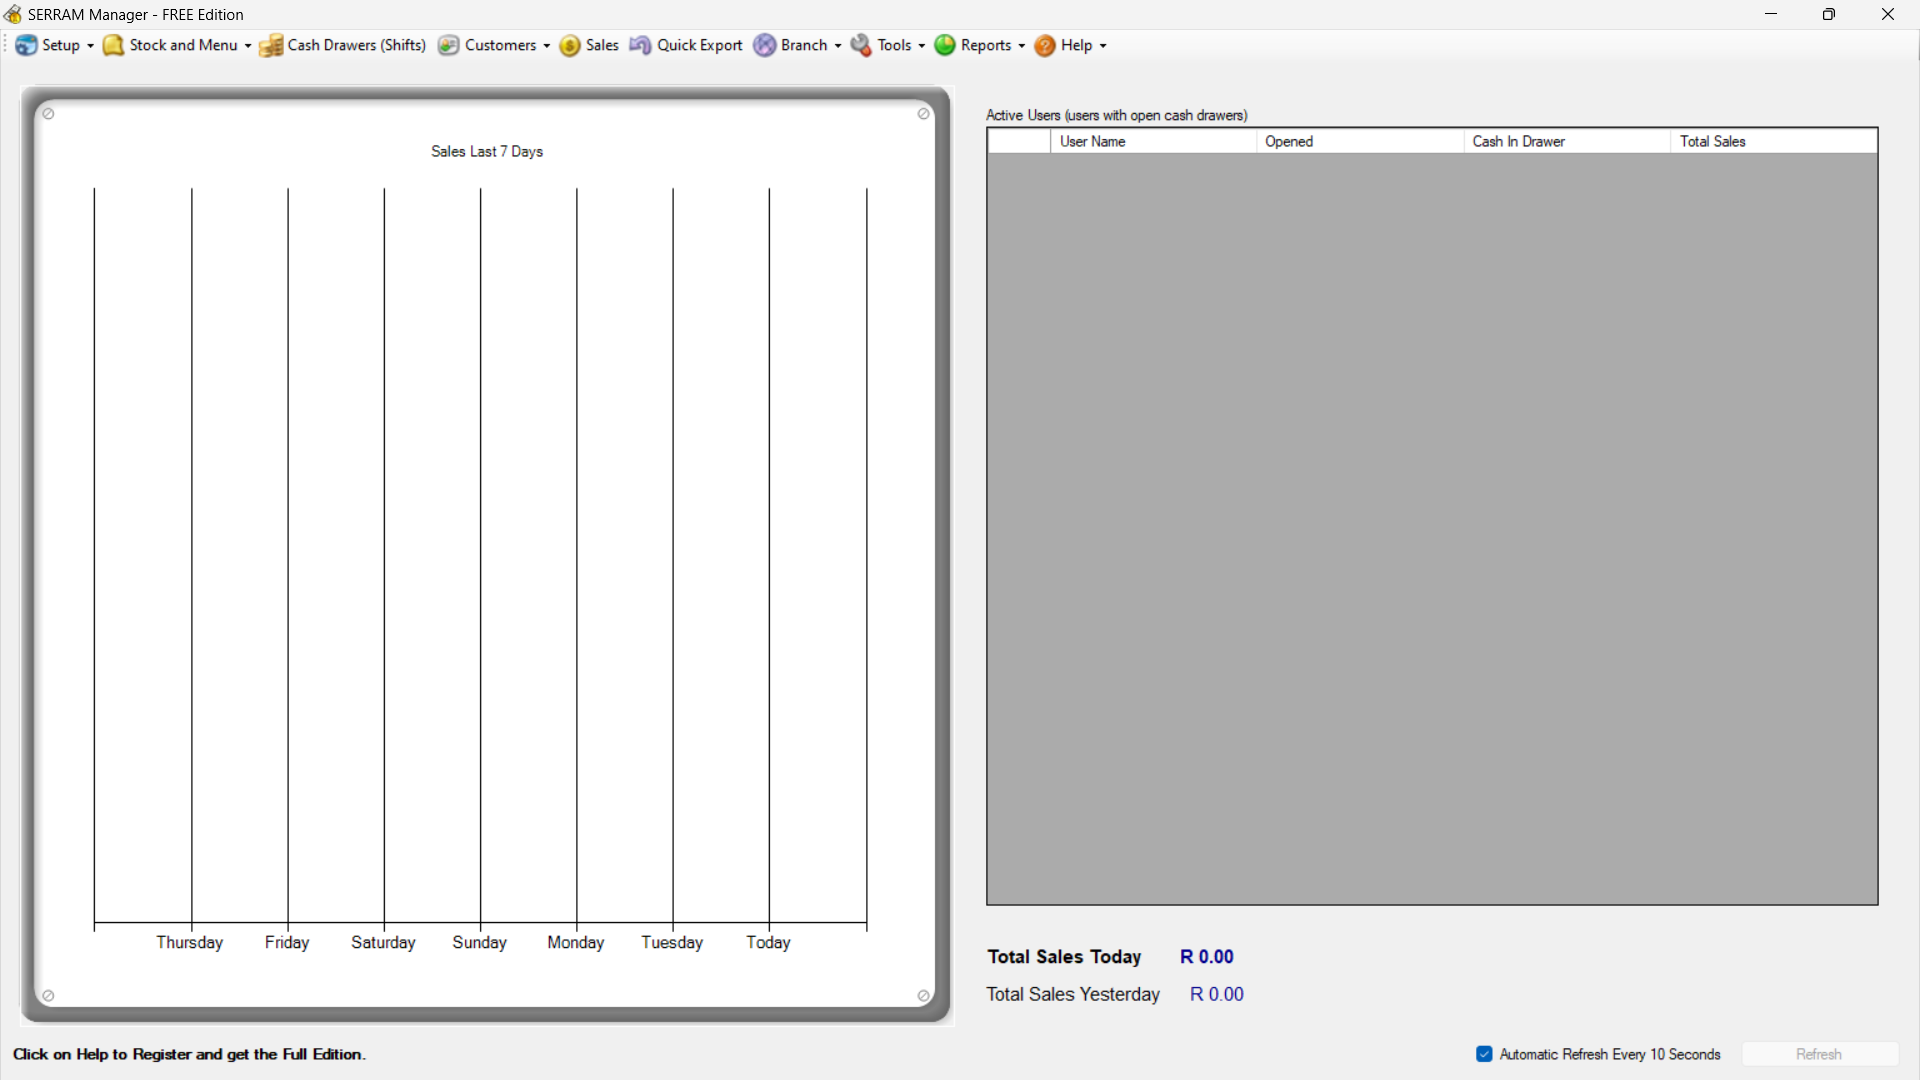 SERRAM Manager - FREE Edition
Setup Stock and Menu Cash Drawers (Shifts) Customers Sales Quick Export Branch Tools Reports Help
Sales Last 7 Days
Thursday Friday Saturday Sunday Monday Tuesday Today
Active Users (users with open cash drawers)
User Name Opened Cash In Drawer Total Sales
Total Sales Today R 0.00
Total Sales Yesterday R 0.00
Click on Help to Register and get the Full Edition.
Automatic Refresh Every 10 Seconds Refresh